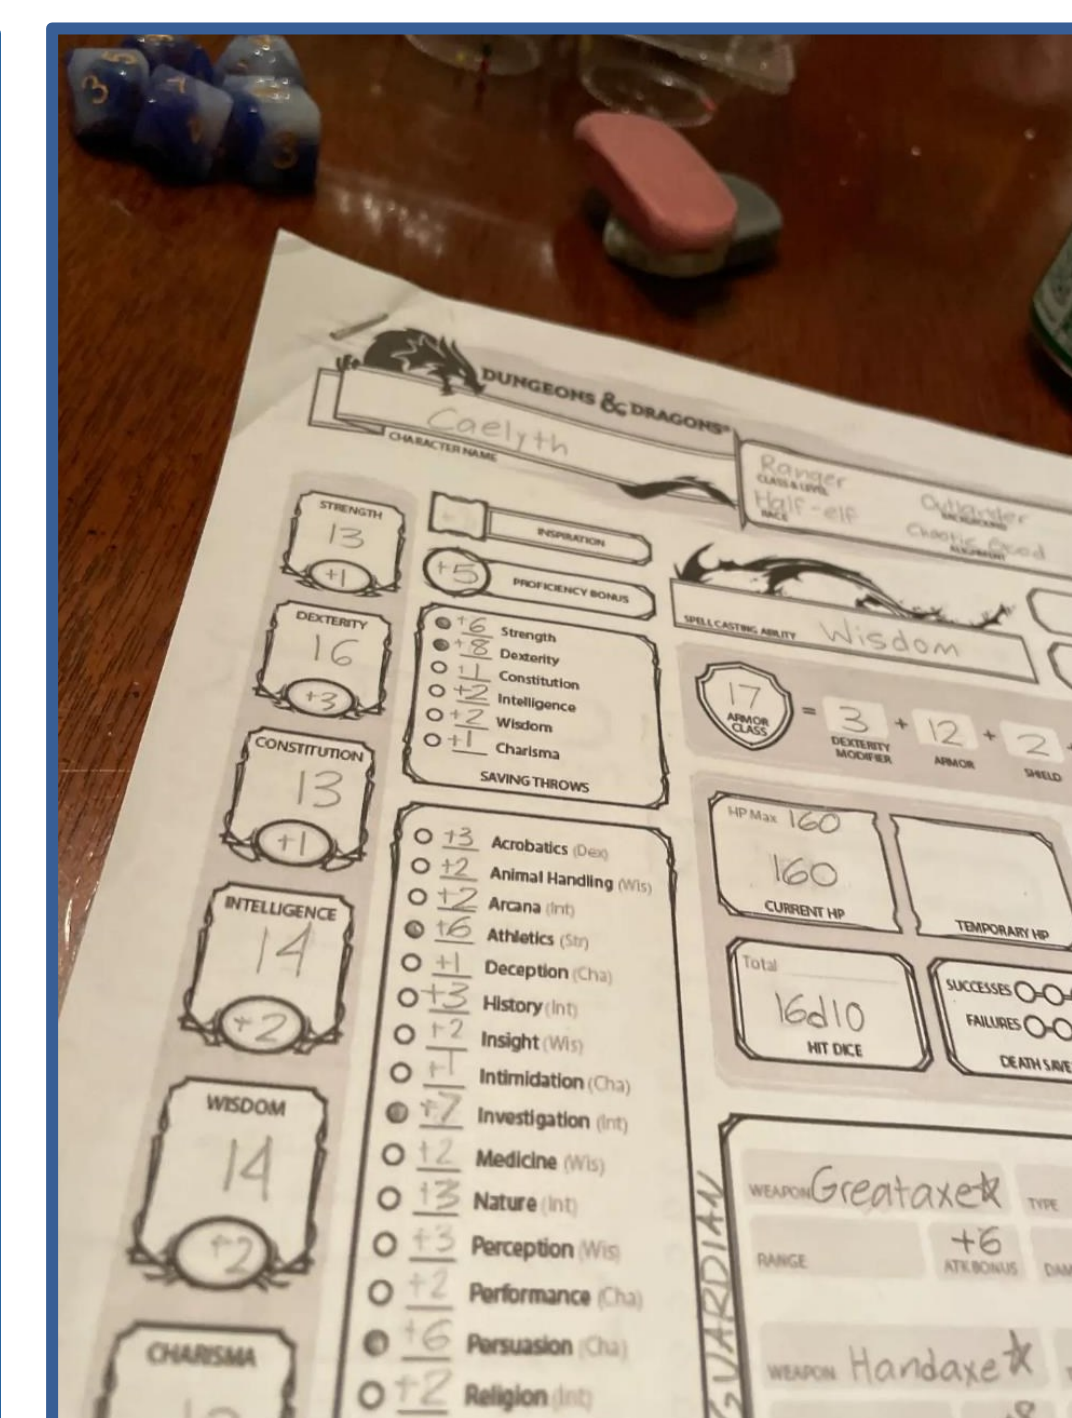 DUNGEONS & DRAGONS®
Caelyth
CHARACTER NAME
Ranger
CLASS & LEVEL
Outlander
BACKGROUND
Half-elf
RACE
Chaotic Good
ALIGNMENT
STRENGTH
13
+1
DEXTERITY
16
+3
CONSTITUTION
13
+1
INTELLIGENCE
14
+2
WISDOM
14
+2
CHARISMA
INSPIRATION
+5 PROFICIENCY BONUS
+6 Strength
+8 Dexterity
+1 Constitution
+2 Intelligence
+2 Wisdom
+1 Charisma
SAVING THROWS
+3 Acrobatics (Dex)
+2 Animal Handling (Wis)
+2 Arcana (Int)
+6 Athletics (Str)
+1 Deception (Cha)
+3 History (Int)
+2 Insight (Wis)
+1 Intimidation (Cha)
+7 Investigation (Int)
+2 Medicine (Wis)
+3 Nature (Int)
+3 Perception (Wis)
+2 Performance (Cha)
+6 Persuasion (Cha)
+2 Religion (Int)
SPELLCASTING ABILITY Wisdom
17
ARMOR
CLASS
= 3 + 12 + 2
DEXTERITY
MODIFIER
ARMOR
SHIELD
HP Max 160
160
CURRENT HP
TEMPORARY HP
Total
16d10
HIT DICE
SUCCESSES
FAILURES
DEATH SAVE
GUARDIAN
WEAPON Greataxe
TYPE
RANGE
+6
ATK BONUS
WEAPON Handaxe